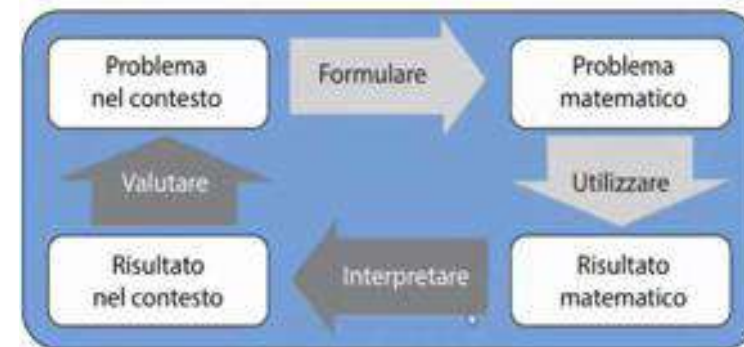 Problema
nel contesto
Formulare
Problema
matematico
Valutare
Utilizzare
Risultato
nel contesto
Interpretare
Risultato
matematico